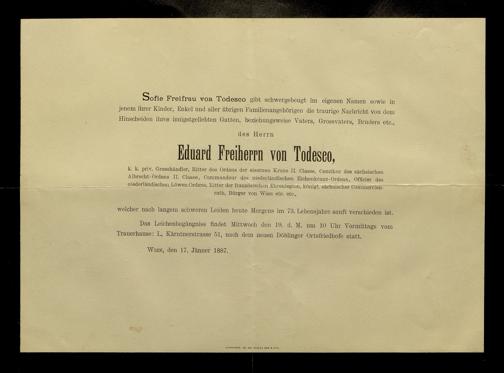 Sofie Freifrau von Todesco gibt schwergebeugt im eigenen Namen sowie in
jenem ihrer Kinder, Enkel und aller übrigen Familienangehörigen die traurige Nachricht von dem
Hinscheiden ihres innigstgeliebten Gatten, beziehungsweise Vaters, Grossvaters, Bruders etc.,
des Herrn
Eduard Freiherrn von Todesco,
k. k. priv. Grosshändler, Ritter des Ordens der eisernen Krone II. Classe, Comthur des sächsischen
Albrecht-Ordens II. Classe, Commandeur des niederländischen Eichenkranz-Ordens, Officier des
niederländischen Löwen-Ordens, Ritter der französischen Ehrenlegion, königl. sächsischer Commercien-
rath, Bürger von Wien etc. etc.,
welcher nach langem schweren Leiden heute Morgens im 73. Lebensjahre sanft verschieden ist.
Das Leichenbegängniss findet Mittwoch den 19. d. M. um 10 Uhr Vormittags vom
Trauerhause: I., Kärntnerstrasse 51, nach dem neuen Döblinger Ortsfriedhofe statt.
Wien, den 17. Jänner 1887.